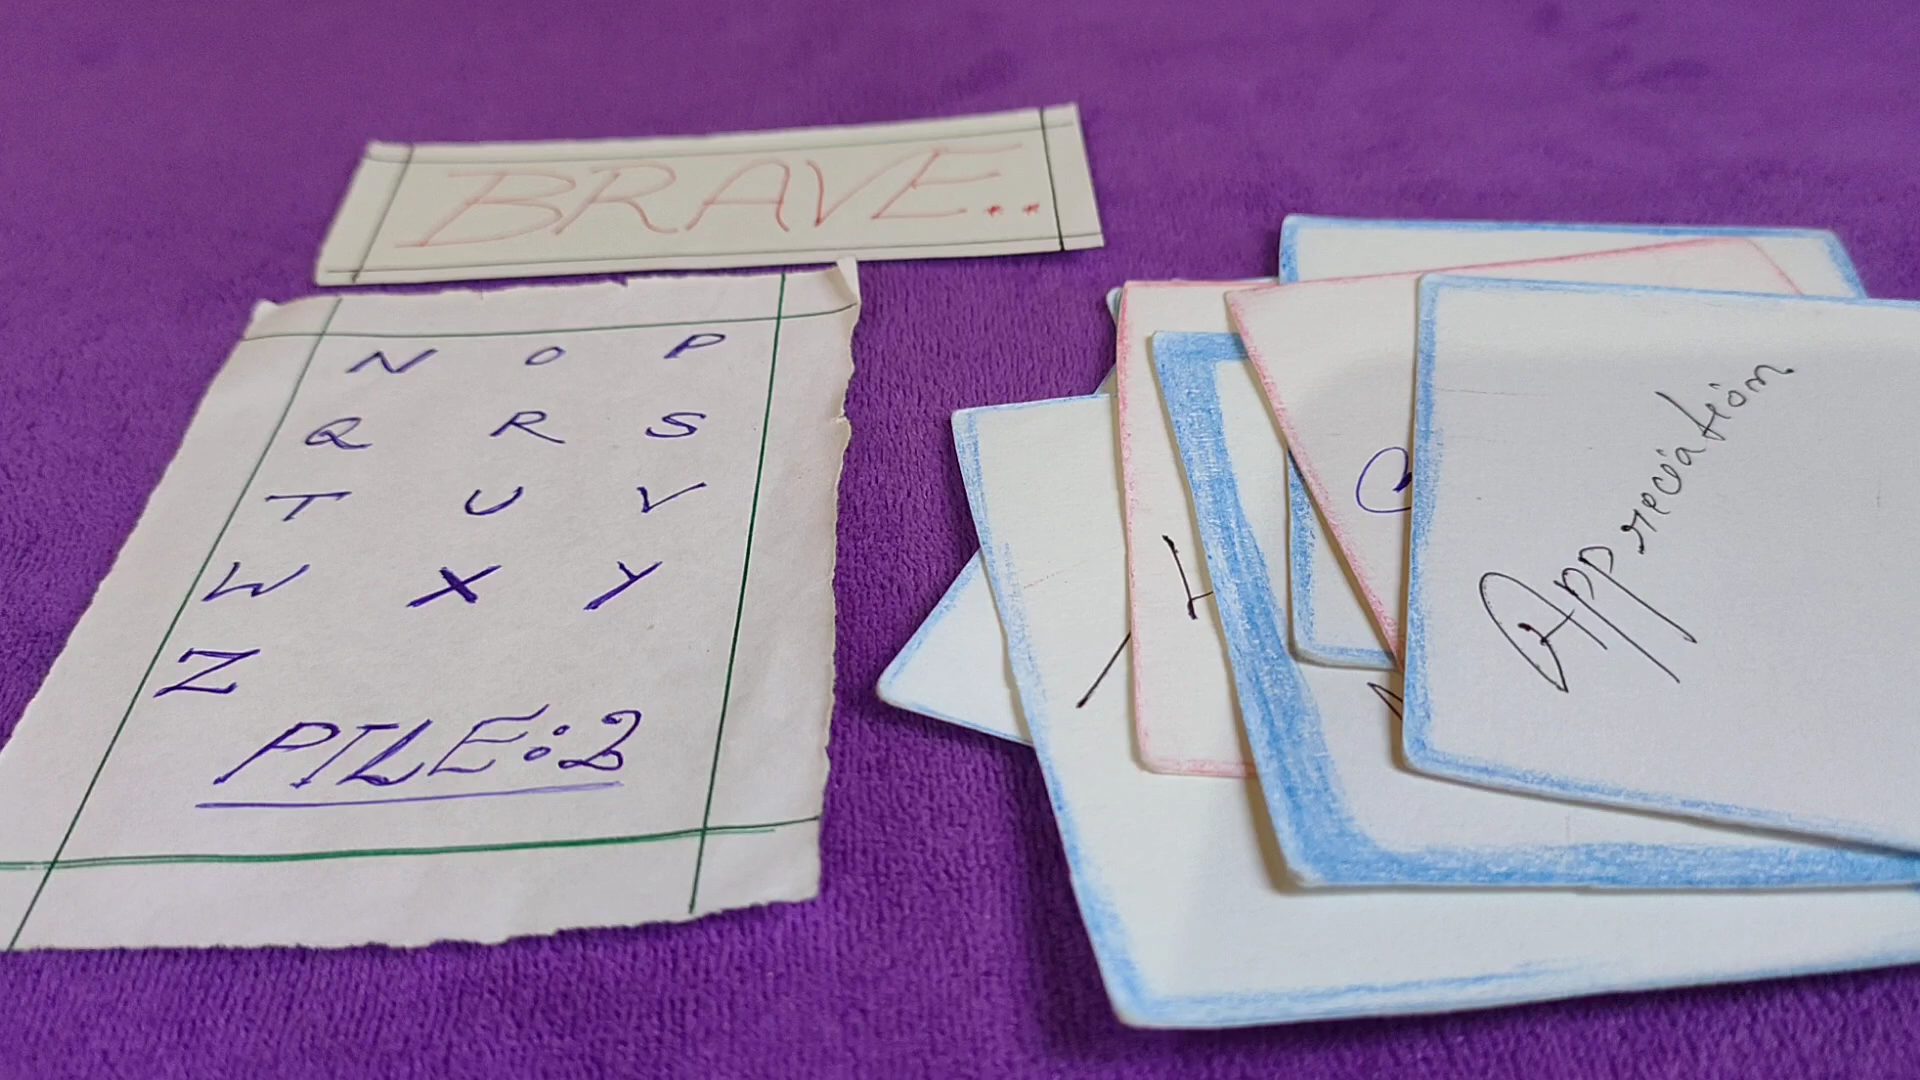 BRAVE..
N O P
Q R S
T U V
W X Y
Z
PILE:2
Appreciation